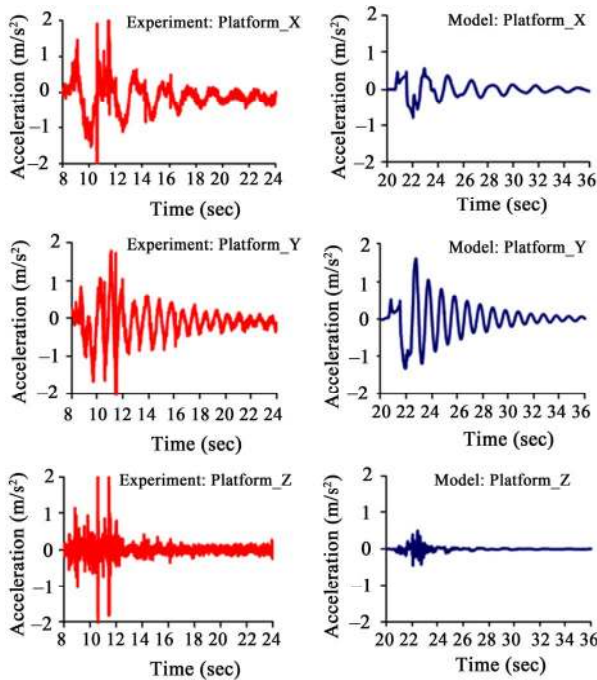 Experiment: Platform_X
Acceleration (m/s²)
2
1
0
−1
−2
8 10 12 14 16 18 20 22 24
Time (sec)
Model: Platform_X
Acceleration (m/s²)
2
1
0
−1
−2
20 22 24 26 28 30 32 34 36
Time (sec)
Experiment: Platform_Y
Acceleration (m/s²)
2
1
0
−1
−2
8 10 12 14 16 18 20 22 24
Time (sec)
Model: Platform_Y
Acceleration (m/s²)
2
1
0
−1
−2
20 22 24 26 28 30 32 34 36
Time (sec)
Experiment: Platform_Z
Acceleration (m/s²)
2
1
0
−1
−2
8 10 12 14 16 18 20 22 24
Time (sec)
Model: Platform_Z
Acceleration (m/s²)
2
1
0
−1
−2
20 22 24 26 28 30 32 34 36
Time (sec)